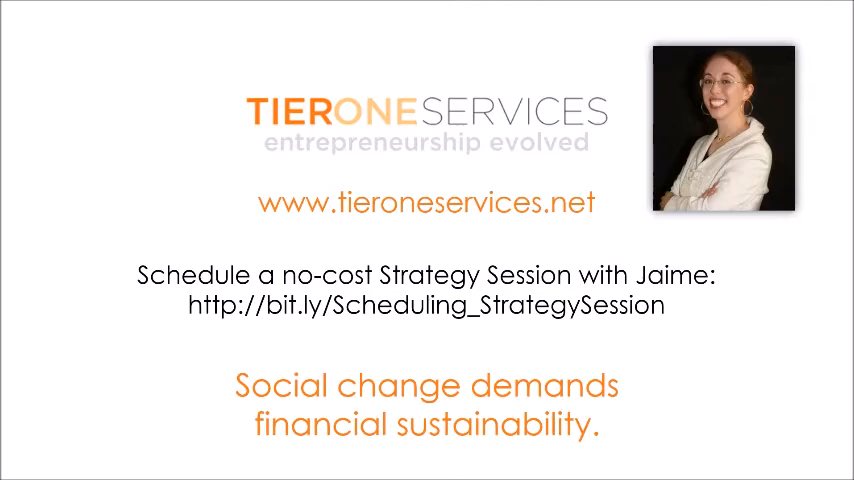 TIERONESERVICES
entrepreneurship evolved
www.tieroneservices.net
Schedule a no-cost Strategy Session with Jaime:
http://bit.ly/Scheduling_StrategySession
Social change demands
financial sustainability.